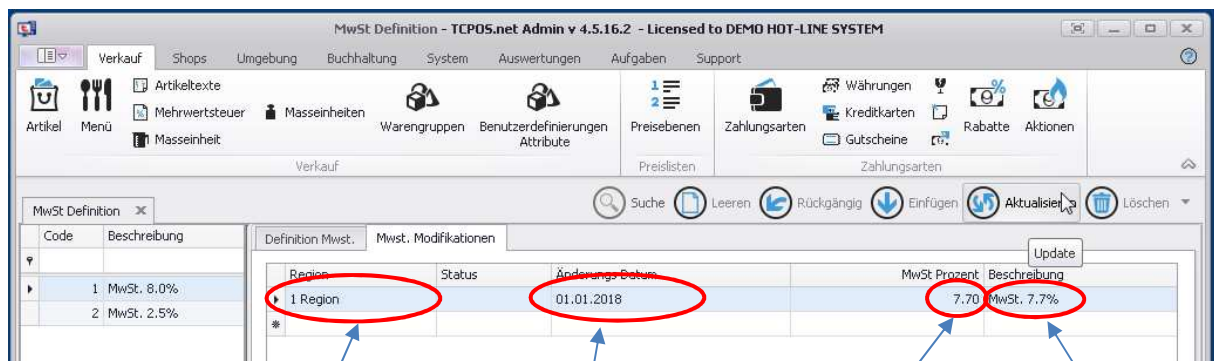 MwSt Definition - TCPOS.net Admin v 4.5.16.2 - Licensed to DEMO HOT-LINE SYSTEM
Verkauf Shops Umgebung Buchhaltung System Auswertungen Aufgaben Support
Artikel
Menü
Artikeltexte
Mehrwertsteuer
Masseinheit
Masseinheiten
Warengruppen
Benutzerdefinierungen
Attribute
Verkauf
1
2
Preisebenen
Preislisten
Zahlungsarten
Währungen
Kreditkarten
Gutscheine
Rabatte
Aktionen
Zahlungsarten
MwSt Definition
Suche Leeren Rückgängig Einfügen Aktualisieren Löschen
Update
Code Beschreibung
1 MwSt. 8.0%
2 MwSt. 2.5%
Definition Mwst. Mwst. Modifikationen
Region Status Änderungs Datum MwSt Prozent Beschreibung
1 Region 01.01.2018 7.70 MwSt. 7.7%